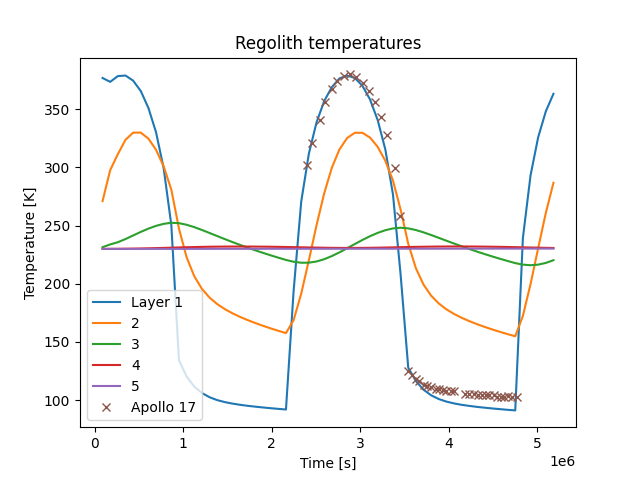 Regolith temperatures
Temperature [K]
350
300
250
200
150
100
Layer 1
2
3
4
5
Apollo 17
0
1
2
3
4
5
1e6
Time [s]